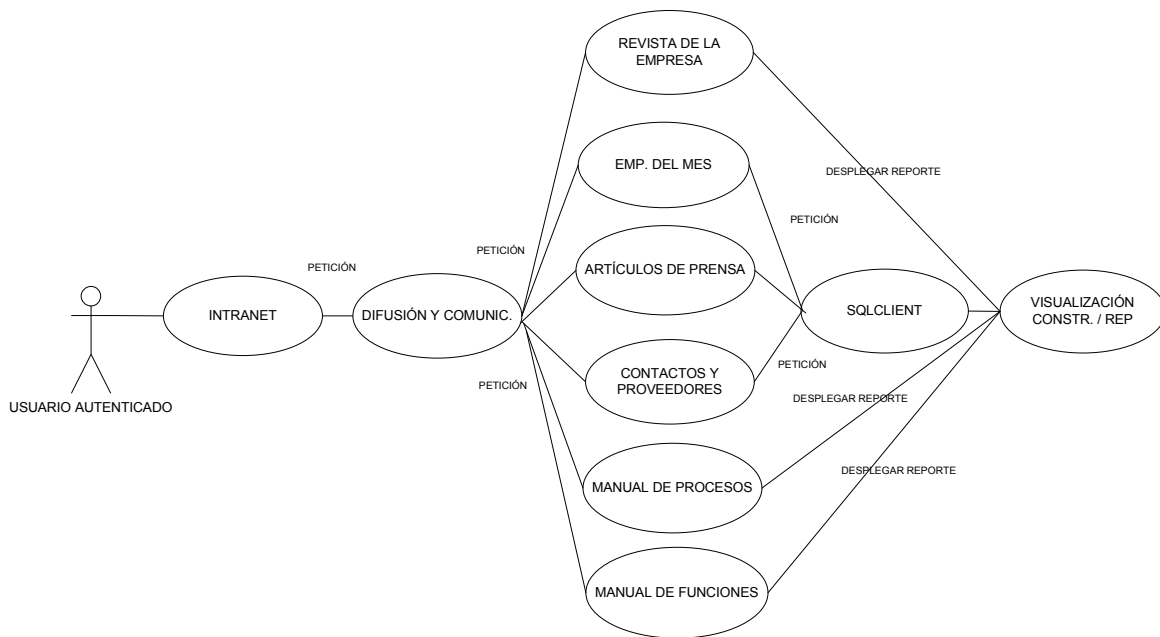 REVISTA DE LA
EMPRESA
EMP. DEL MES
DESPLEGAR REPORTE
PETICIÓN
PETICIÓN
PETICIÓN
ARTÍCULOS DE PRENSA
INTRANET
DIFUSIÓN Y COMUNIC.
SQLCLIENT
VISUALIZACIÓN
CONSTR. / REP
PETICIÓN
CONTACTOS Y
PROVEEDORES
PETICIÓN
USUARIO AUTENTICADO
DESPLEGAR REPORTE
DESPLEGAR REPORTE
MANUAL DE PROCESOS
MANUAL DE FUNCIONES